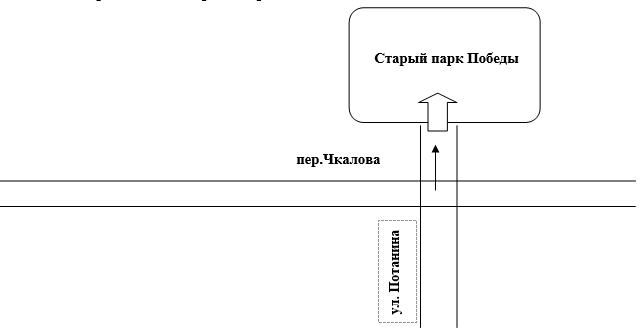 Старый парк Победы
пер.Чкалова
ул. Потанина